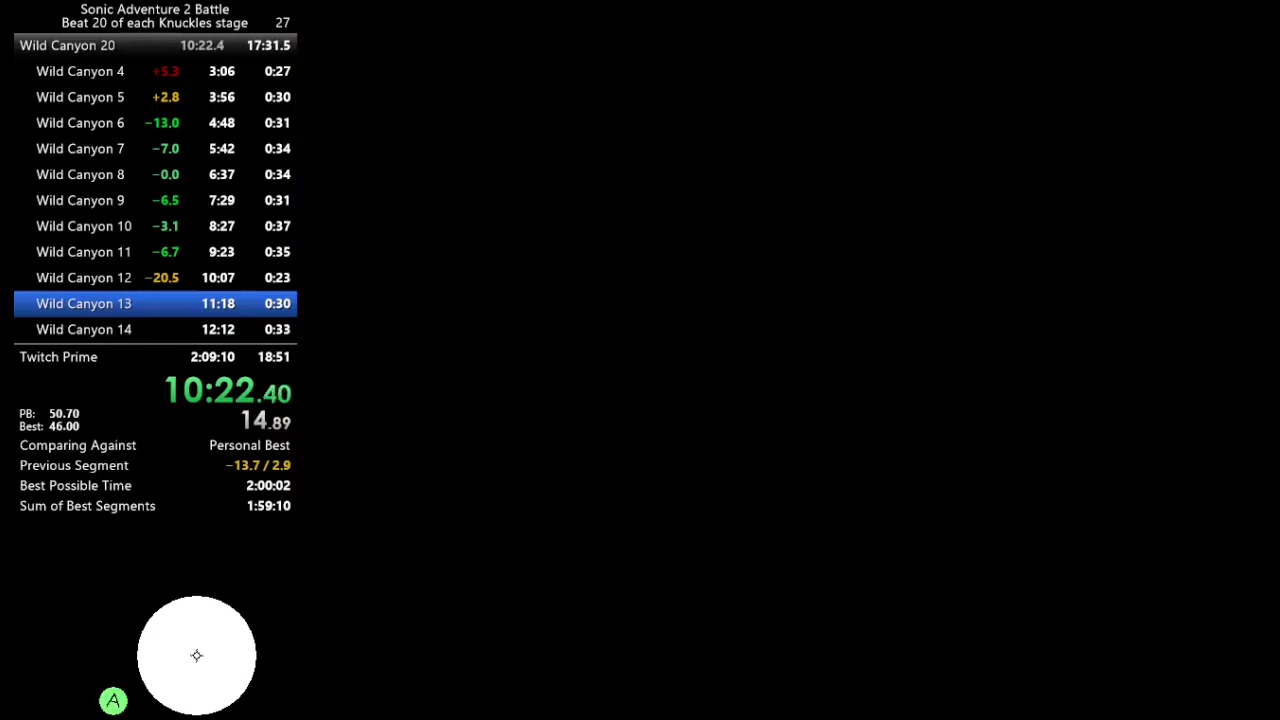 Sonic Adventure 2 Battle
Beat 20 of each Knuckles stage 27
Wild Canyon 20 10:22.4 17:31.5
Wild Canyon 4 +5.3 3:06 0:27
Wild Canyon 5 +2.8 3:56 0:30
Wild Canyon 6 −13.0 4:48 0:31
Wild Canyon 7 −7.0 5:42 0:34
Wild Canyon 8 −0.0 6:37 0:34
Wild Canyon 9 −6.5 7:29 0:31
Wild Canyon 10 −3.1 8:27 0:37
Wild Canyon 11 −6.7 9:23 0:35
Wild Canyon 12 −20.5 10:07 0:23
Wild Canyon 13 11:18 0:30
Wild Canyon 14 12:12 0:33
Twitch Prime 2:09:10 18:51
10:22.40
PB: 50.70
Best: 46.00
14.89
Comparing Against Personal Best
Previous Segment −13.7 / 2.9
Best Possible Time 2:00:02
Sum of Best Segments 1:59:10
A